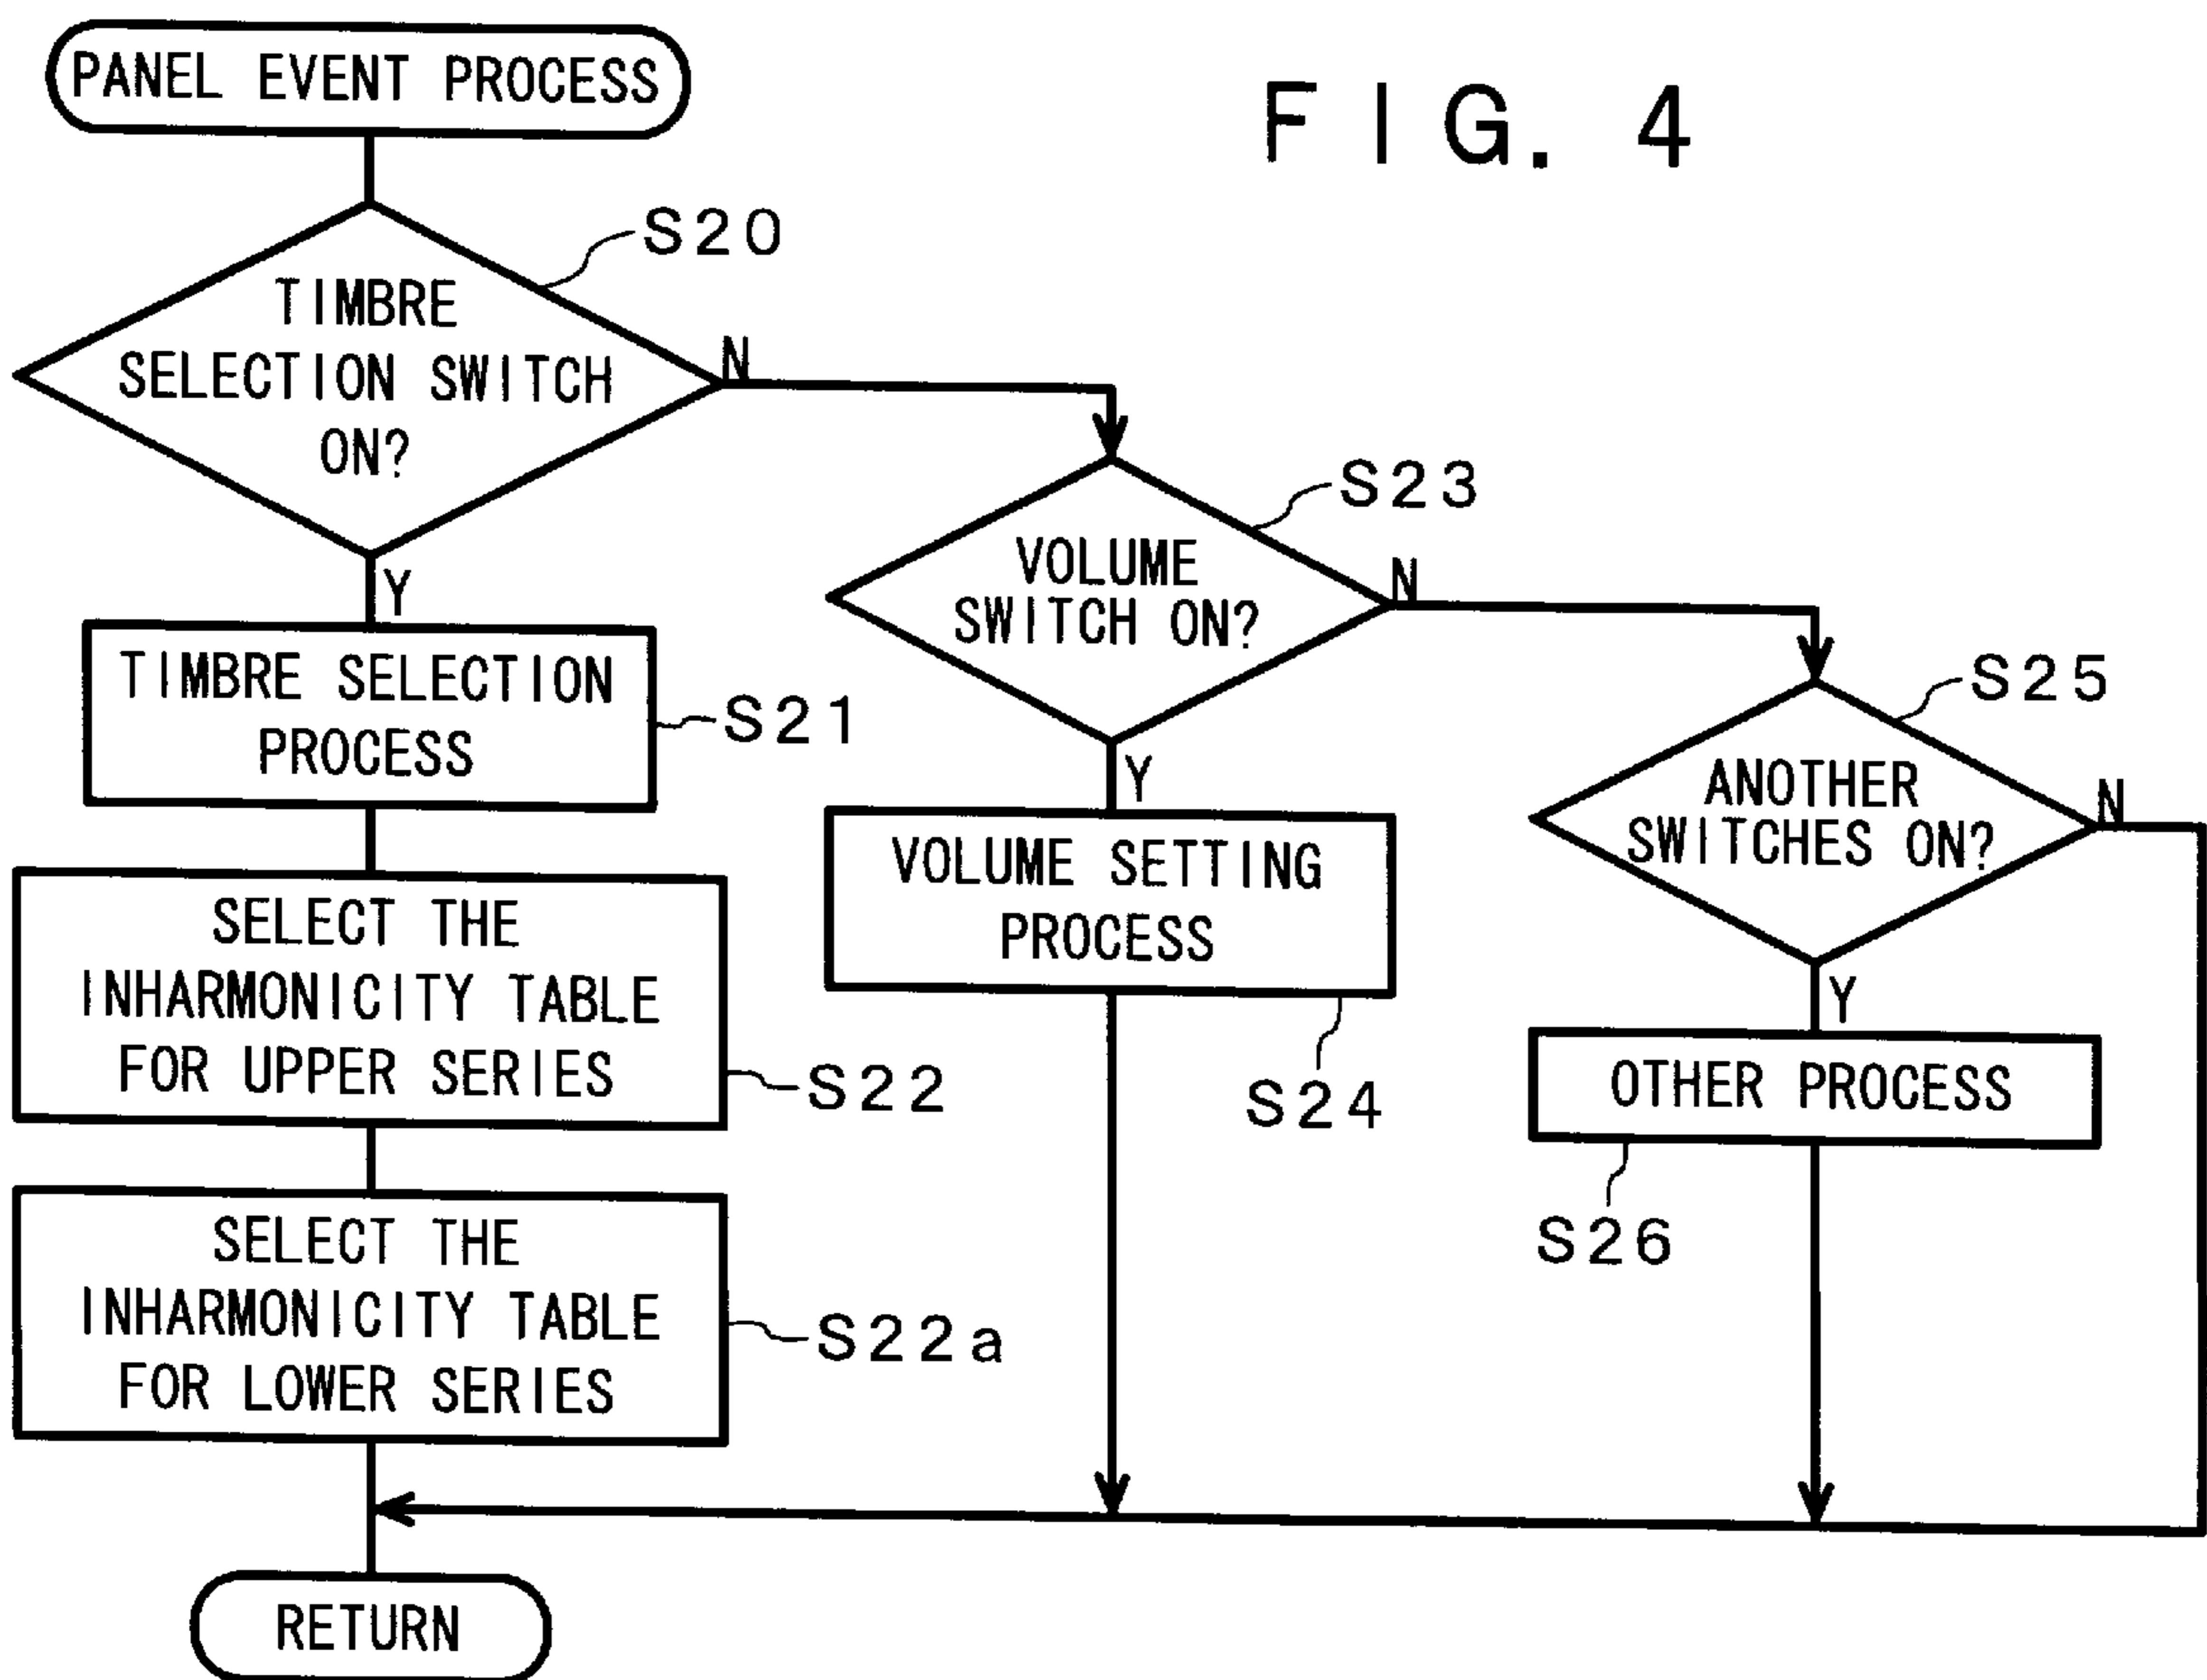 PANEL EVENT PROCESS
FIG. 4
S20
TIMBRE
SELECTION SWITCH
ON?
N
Y
S23
VOLUME
SWITCH ON?
N
Y
S25
ANOTHER
SWITCHES ON?
N
Y
TIMBRE SELECTION
PROCESS
S21
VOLUME SETTING
PROCESS
S24
OTHER PROCESS
S26
SELECT THE
INHARMONICITY TABLE
FOR UPPER SERIES
S22
SELECT THE
INHARMONICITY TABLE
FOR LOWER SERIES
S22a
RETURN